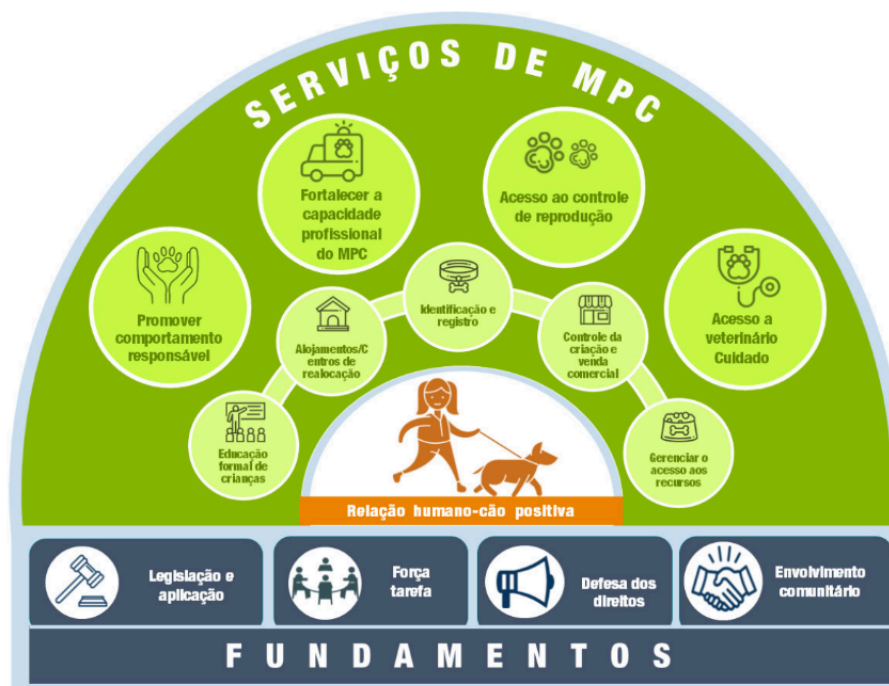 SERVIÇOS DE MPC
Fortalecer a
capacidade
profissional
do MPC
Acesso ao controle
de reprodução
Promover
comportamento
responsável
Acesso a
veterinário
Cuidado
Identificação e
registro
Alojamentos/C
entros de
realocação
Controle da
criação e
venda
comercial
Educação
formal de
crianças
Gerenciar o
acesso aos
recursos
Relação humano-cão positiva
Legislação e
aplicação
Força
tarefa
Defesa dos
direitos
Envolvimento
comunitário
FUNDAMENTOS